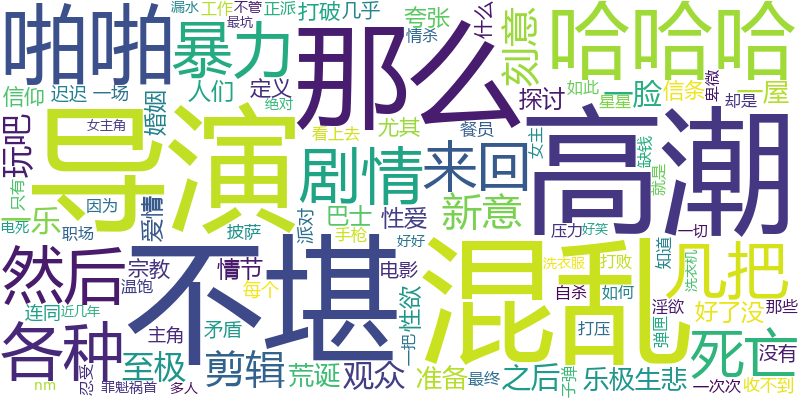 漏水 工作 不管 正派 打破 几乎 夸张 什么
啪啪 暴力 最坑 那么 情杀 刻意 哈哈哈
信仰 迟迟 一场 人们 定义 绝对 探讨 一脸 如此 信条 卑微 一屋
玩吧 女主角 婚姻 看上去 尤其 餐员 女主 星星 却是
导演 剧情 来回 高潮 缺钱 就是
一只有 乐 因为 爱情 派对 巴士 性爱 新意
电死 职场 披萨 手枪 好好 压力 好笑 一切
然后 不堪 混乱 几把
宗教 情节 电影 洗衣服 打败 知道 洗衣机
温饱 每个 性欲 自杀 如何 淫欲 那些
连同 近几年 主角 矛盾 一把 打压 弹匣 好了没
各种 至极 剪辑 荒诞 观众 准备 之后 乐极生悲 死亡 没有
nm 忍受 罪魁祸首 多人 最终 子弹 一次次 收不到